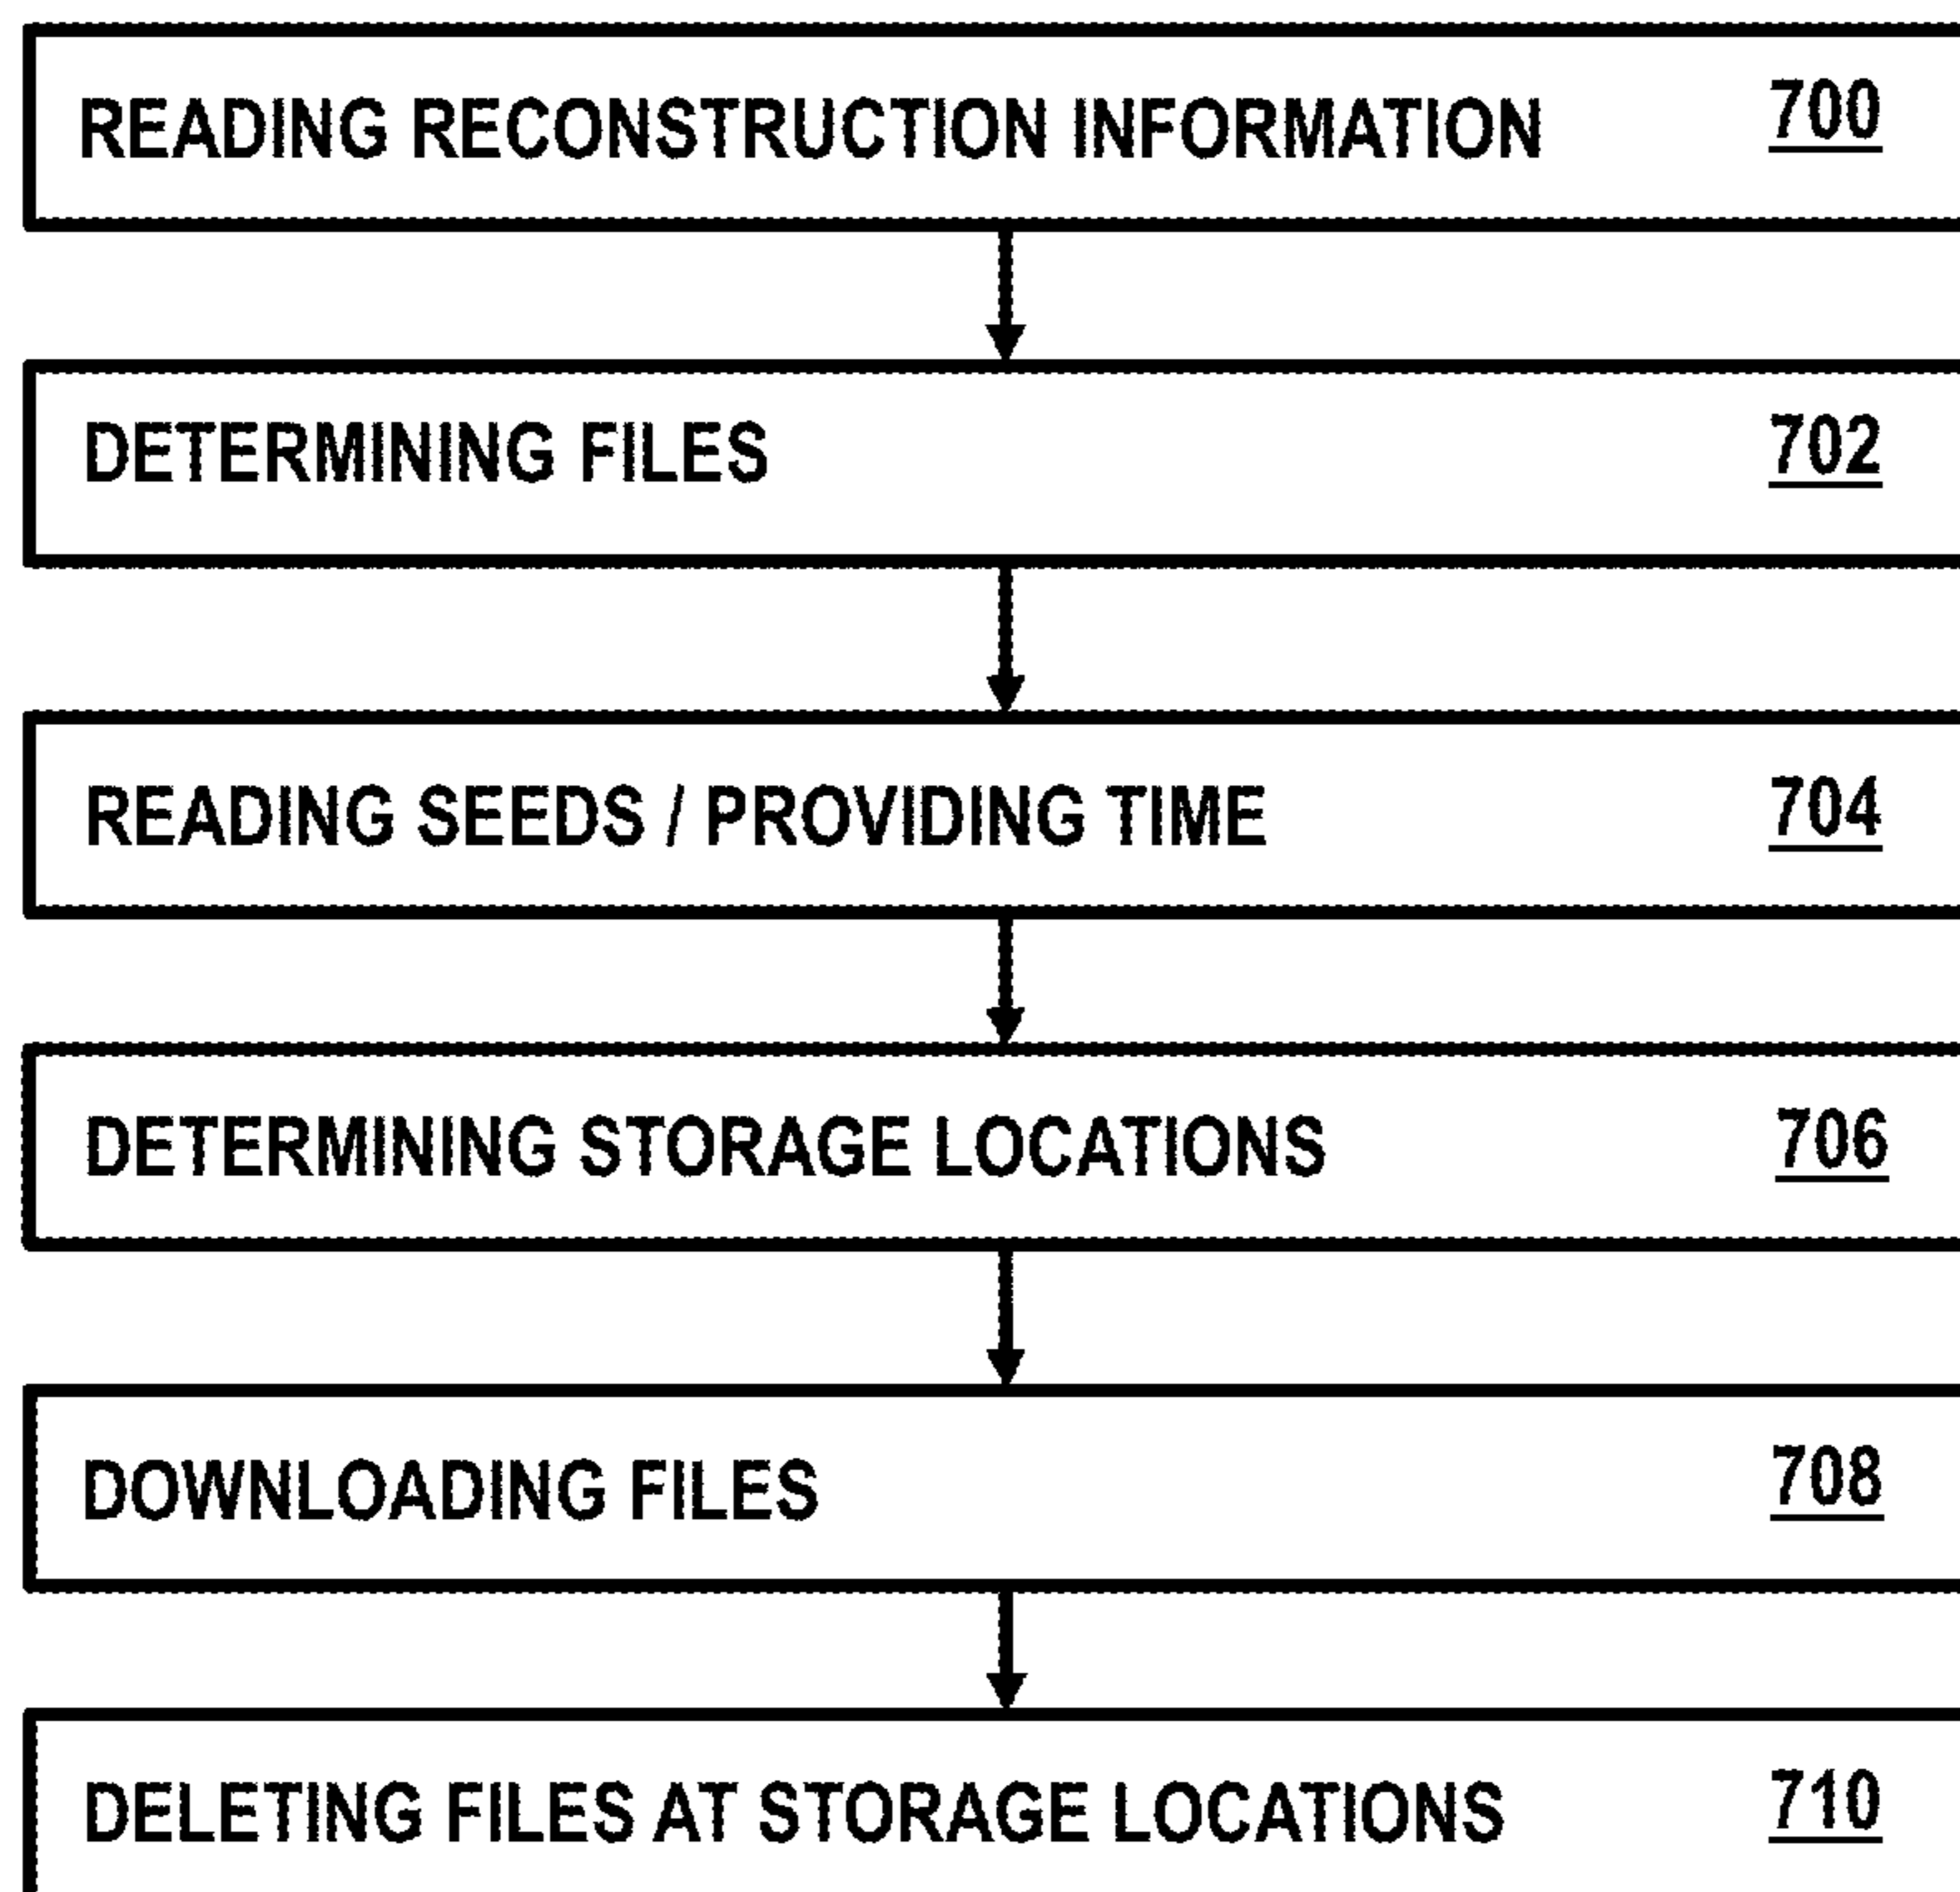 READING RECONSTRUCTION INFORMATION 700
DETERMINING FILES 702
READING SEEDS / PROVIDING TIME 704
DETERMINING STORAGE LOCATIONS 706
DOWNLOADING FILES 708
DELETING FILES AT STORAGE LOCATIONS 710